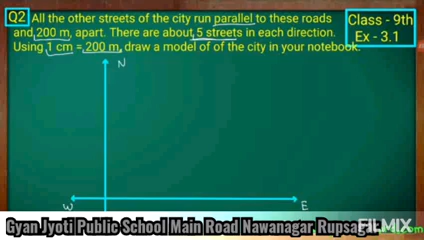 Q2 All the other streets of the city run parallel to these roads
and 200 m, apart. There are about 5 streets in each direction.
Using 1 cm = 200 m, draw a model of of the city in your notebook.
Class - 9th
Ex - 3.1
N
W
E
Gyan Jyoti Public School Main Road Nawanagar, Rupsagar
FILMIX